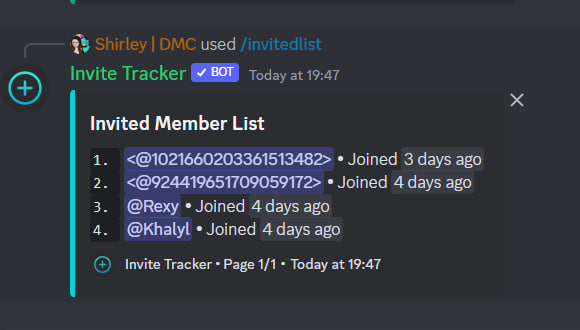 Shirley | DMC used /invitedlist
Invite Tracker ✓ BOT Today at 19:47
Invited Member List
1. <@1021660203361513482> • Joined 3 days ago
2. <@924419651709059172> • Joined 4 days ago
3. @Rexy • Joined 4 days ago
4. @Khalyl • Joined 4 days ago
Invite Tracker • Page 1/1 • Today at 19:47